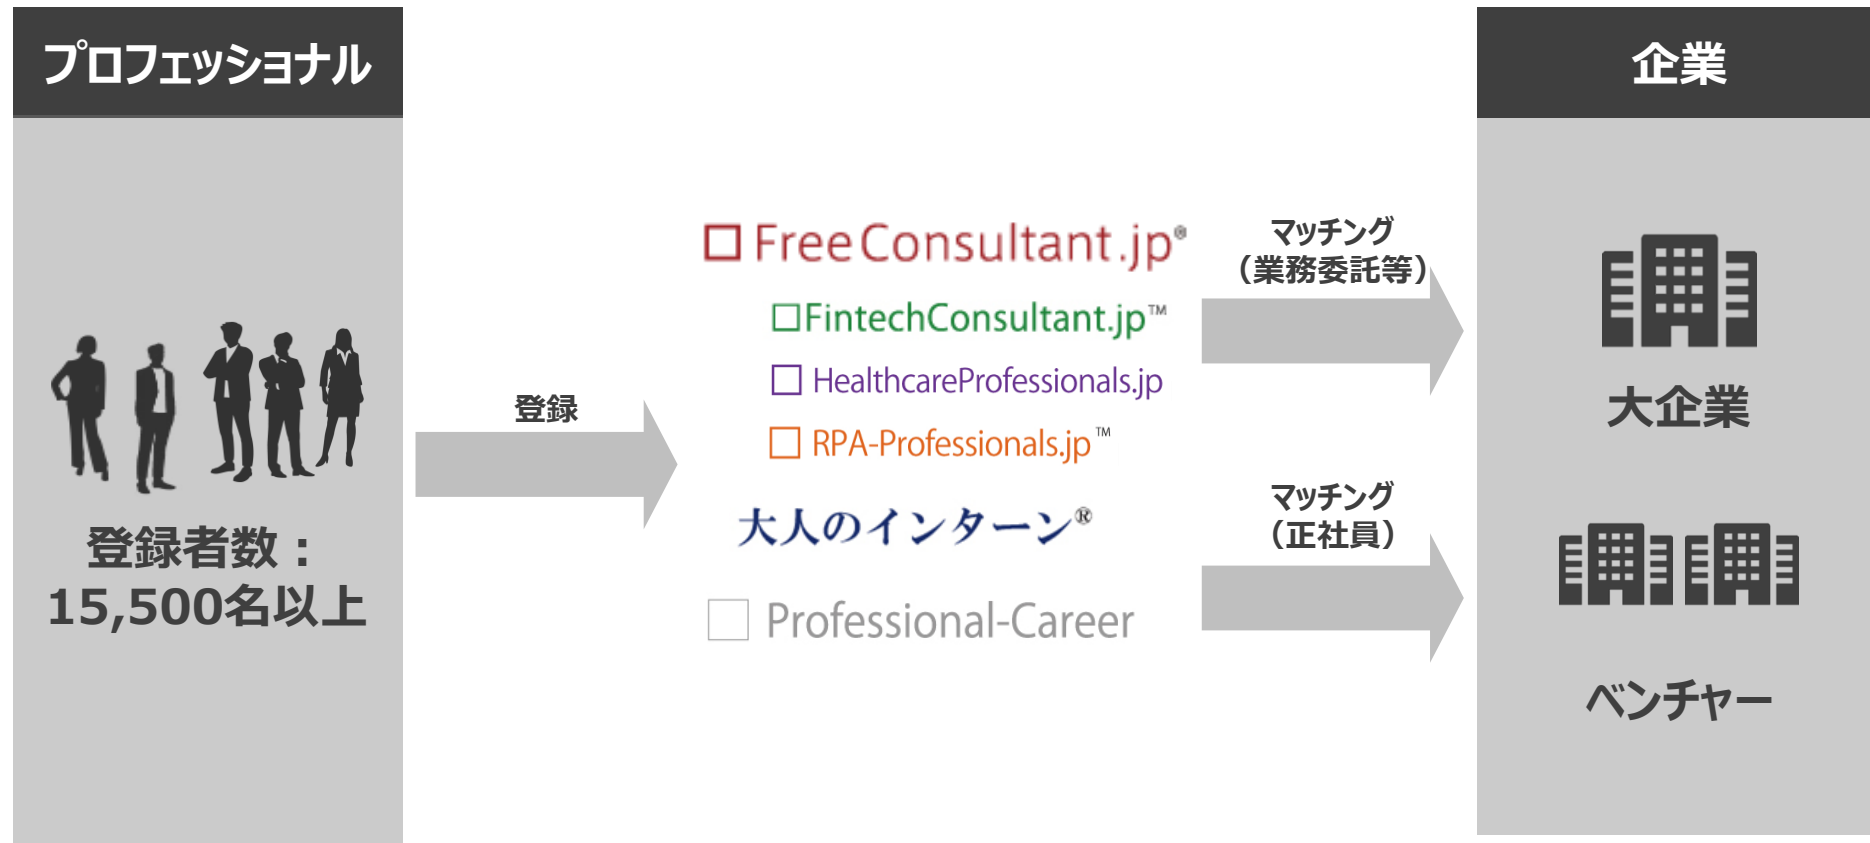 プロフェッショナル
登録者数：
15,500名以上
登録
FreeConsultant.jp®
FintechConsultant.jp™
HealthcareProfessionals.jp
RPA-Professionals.jp™
大人のインターン®
Professional-Career
マッチング
（業務委託等）
マッチング
（正社員）
企業
大企業
ベンチャー